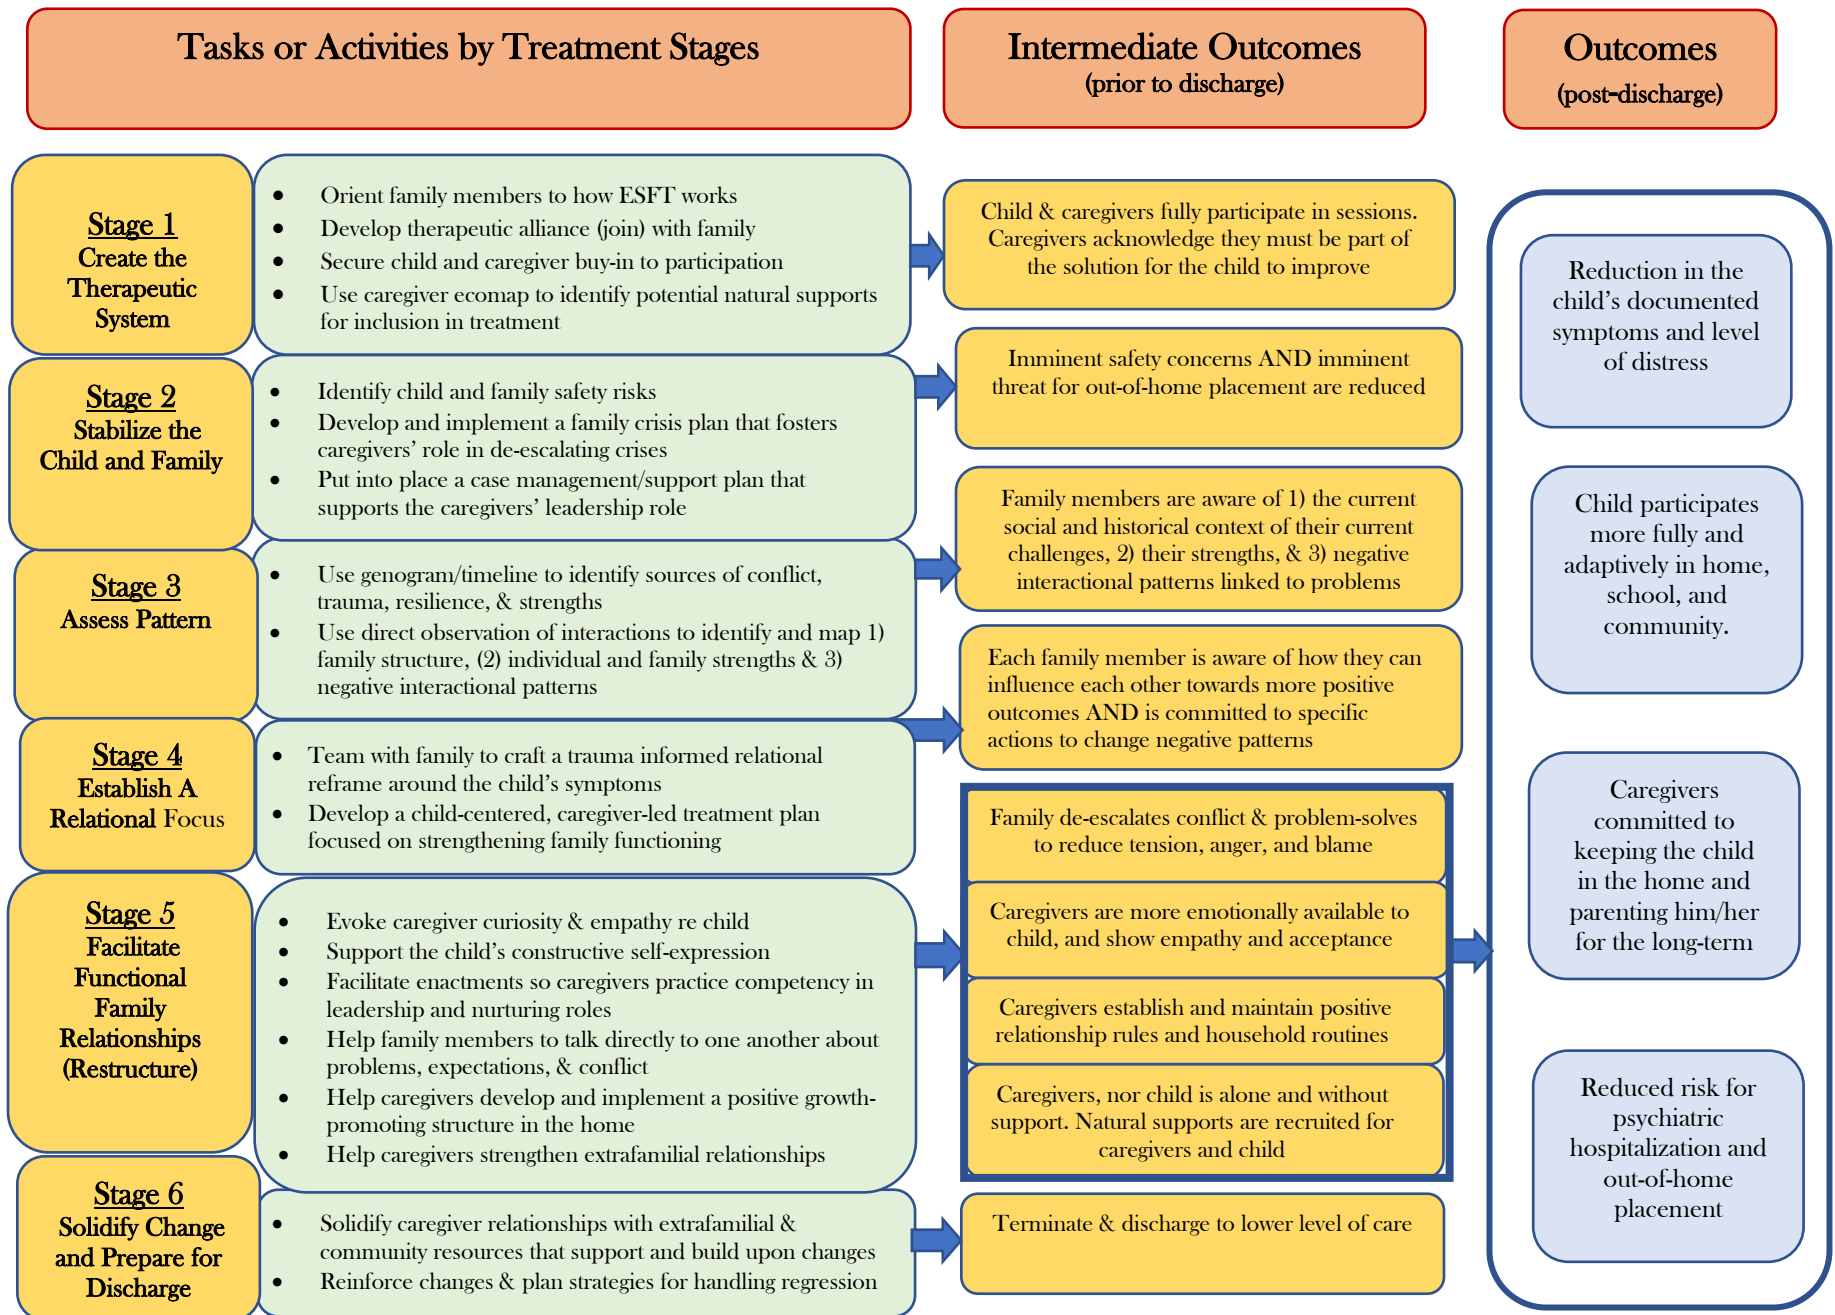 Tasks or Activities by Treatment Stages
Intermediate Outcomes
(prior to discharge)
Outcomes
(post-discharge)
Stage 1
Create the
Therapeutic
System
• Orient family members to how ESFT works
• Develop therapeutic alliance (join) with family
• Secure child and caregiver buy-in to participation
• Use caregiver ecomap to identify potential natural supports
for inclusion in treatment
Child & caregivers fully participate in sessions.
Caregivers acknowledge they must be part of
the solution for the child to improve
Stage 2
Stabilize the
Child and Family
• Identify child and family safety risks
• Develop and implement a family crisis plan that fosters
caregivers’ role in de-escalating crises
• Put into place a case management/support plan that
supports the caregivers’ leadership role
Imminent safety concerns AND imminent
threat for out-of-home placement are reduced
Stage 3
Assess Pattern
• Use genogram/timeline to identify sources of conflict,
trauma, resilience, & strengths
• Use direct observation of interactions to identify and map 1)
family structure, (2) individual and family strengths & 3)
negative interactional patterns
Family members are aware of 1) the current
social and historical context of their current
challenges, 2) their strengths, & 3) negative
interactional patterns linked to problems
Stage 4
Establish A
Relational Focus
• Team with family to craft a trauma informed relational
reframe around the child’s symptoms
• Develop a child-centered, caregiver-led treatment plan
focused on strengthening family functioning
Each family member is aware of how they can
influence each other towards more positive
outcomes AND is committed to specific
actions to change negative patterns
Stage 5
Facilitate
Functional
Family
Relationships
(Restructure)
• Evoke caregiver curiosity & empathy re child
• Support the child’s constructive self-expression
• Facilitate enactments so caregivers practice competency in
leadership and nurturing roles
• Help family members to talk directly to one another about
problems, expectations, & conflict
• Help caregivers develop and implement a positive growth-
promoting structure in the home
• Help caregivers strengthen extrafamilial relationships
Family de-escalates conflict & problem-solves
to reduce tension, anger, and blame
Caregivers are more emotionally available to
child, and show empathy and acceptance
Caregivers establish and maintain positive
relationship rules and household routines
Caregivers, nor child is alone and without
support. Natural supports are recruited for
caregivers and child
Stage 6
Solidify Change
and Prepare for
Discharge
• Solidify caregiver relationships with extrafamilial &
community resources that support and build upon changes
• Reinforce changes & plan strategies for handling regression
Terminate & discharge to lower level of care
Reduction in the
child’s documented
symptoms and level
of distress
Child participates
more fully and
adaptively in home,
school, and
community.
Caregivers
committed to
keeping the child
in the home and
parenting him/her
for the long-term
Reduced risk for
psychiatric
hospitalization and
out-of-home
placement